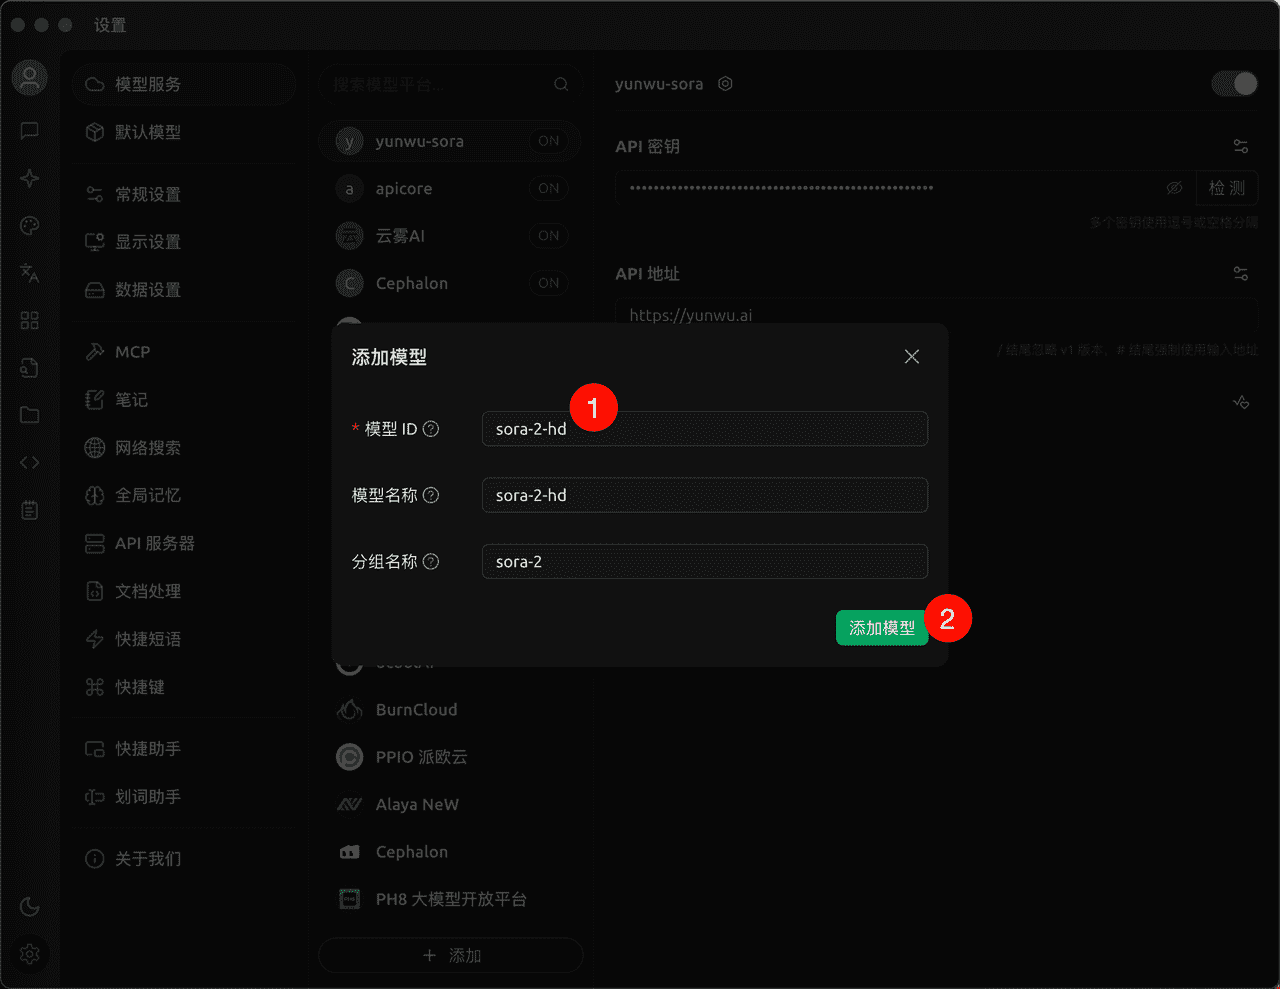 设置
模型服务
默认模型
常规设置
显示设置
数据设置
MCP
笔记
网络搜索
全局记忆
API 服务器
文档处理
快捷短语
快捷键
快捷助手
划词助手
关于我们
搜索模型平台...
y yunwu-sora ON
a apicore ON
云雾AI ON
C Cephalon ON
BurnCloud
PPIO 派欧云
Alaya NeW
Cephalon
PH8 大模型开放平台
+ 添加
yunwu-sora
API 密钥
••••••••••••••••••••••••••••••••••••••••••••••••••• 检测
多个密钥使用逗号或空格分隔
API 地址
https://yunwu.ai
/ 结尾忽略 v1 版本，# 结尾强制使用输入地址
添加模型
1
* 模型 ID ? sora-2-hd
模型名称 ? sora-2-hd
分组名称 ? sora-2
添加模型 2